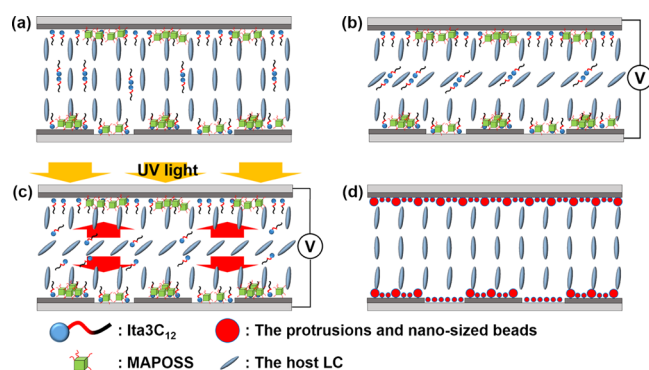 (a)
(b)
V
(c)
UV light
V
(d)
: Ita3C₁₂
: The protrusions and nano-sized beads
: MAPOSS
: The host LC